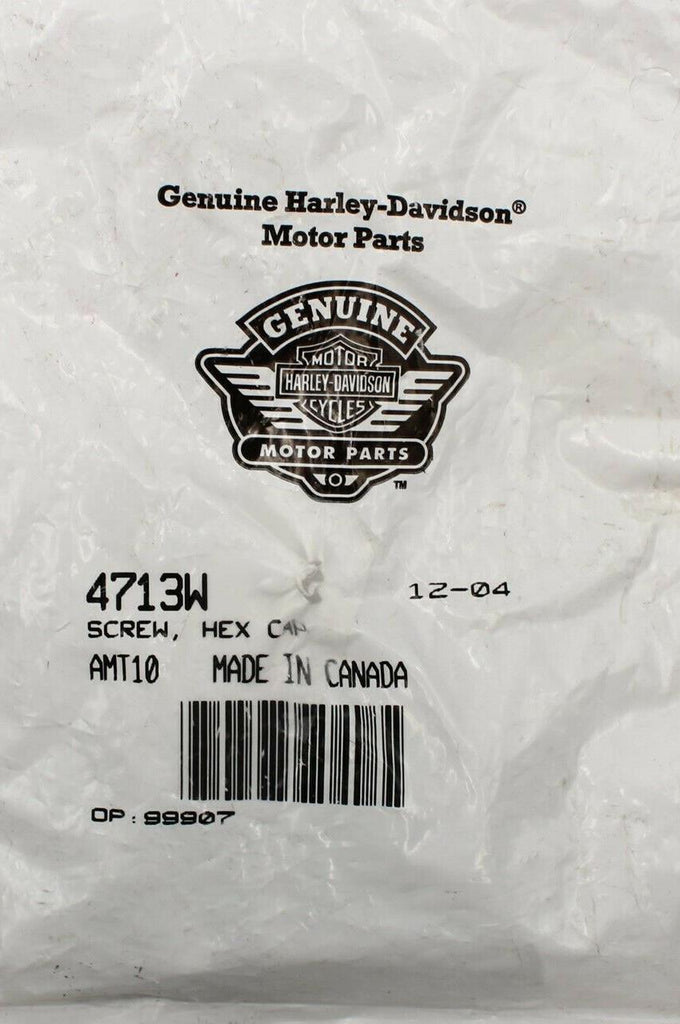 Genuine Harley-Davidson®
Motor Parts
GENUINE
MOTOR
HARLEY-DAVIDSON
CYCLES
MOTOR PARTS
TM
4713W 12-04
SCREW, HEX CAP
AMT10 MADE IN CANADA
OP:99907